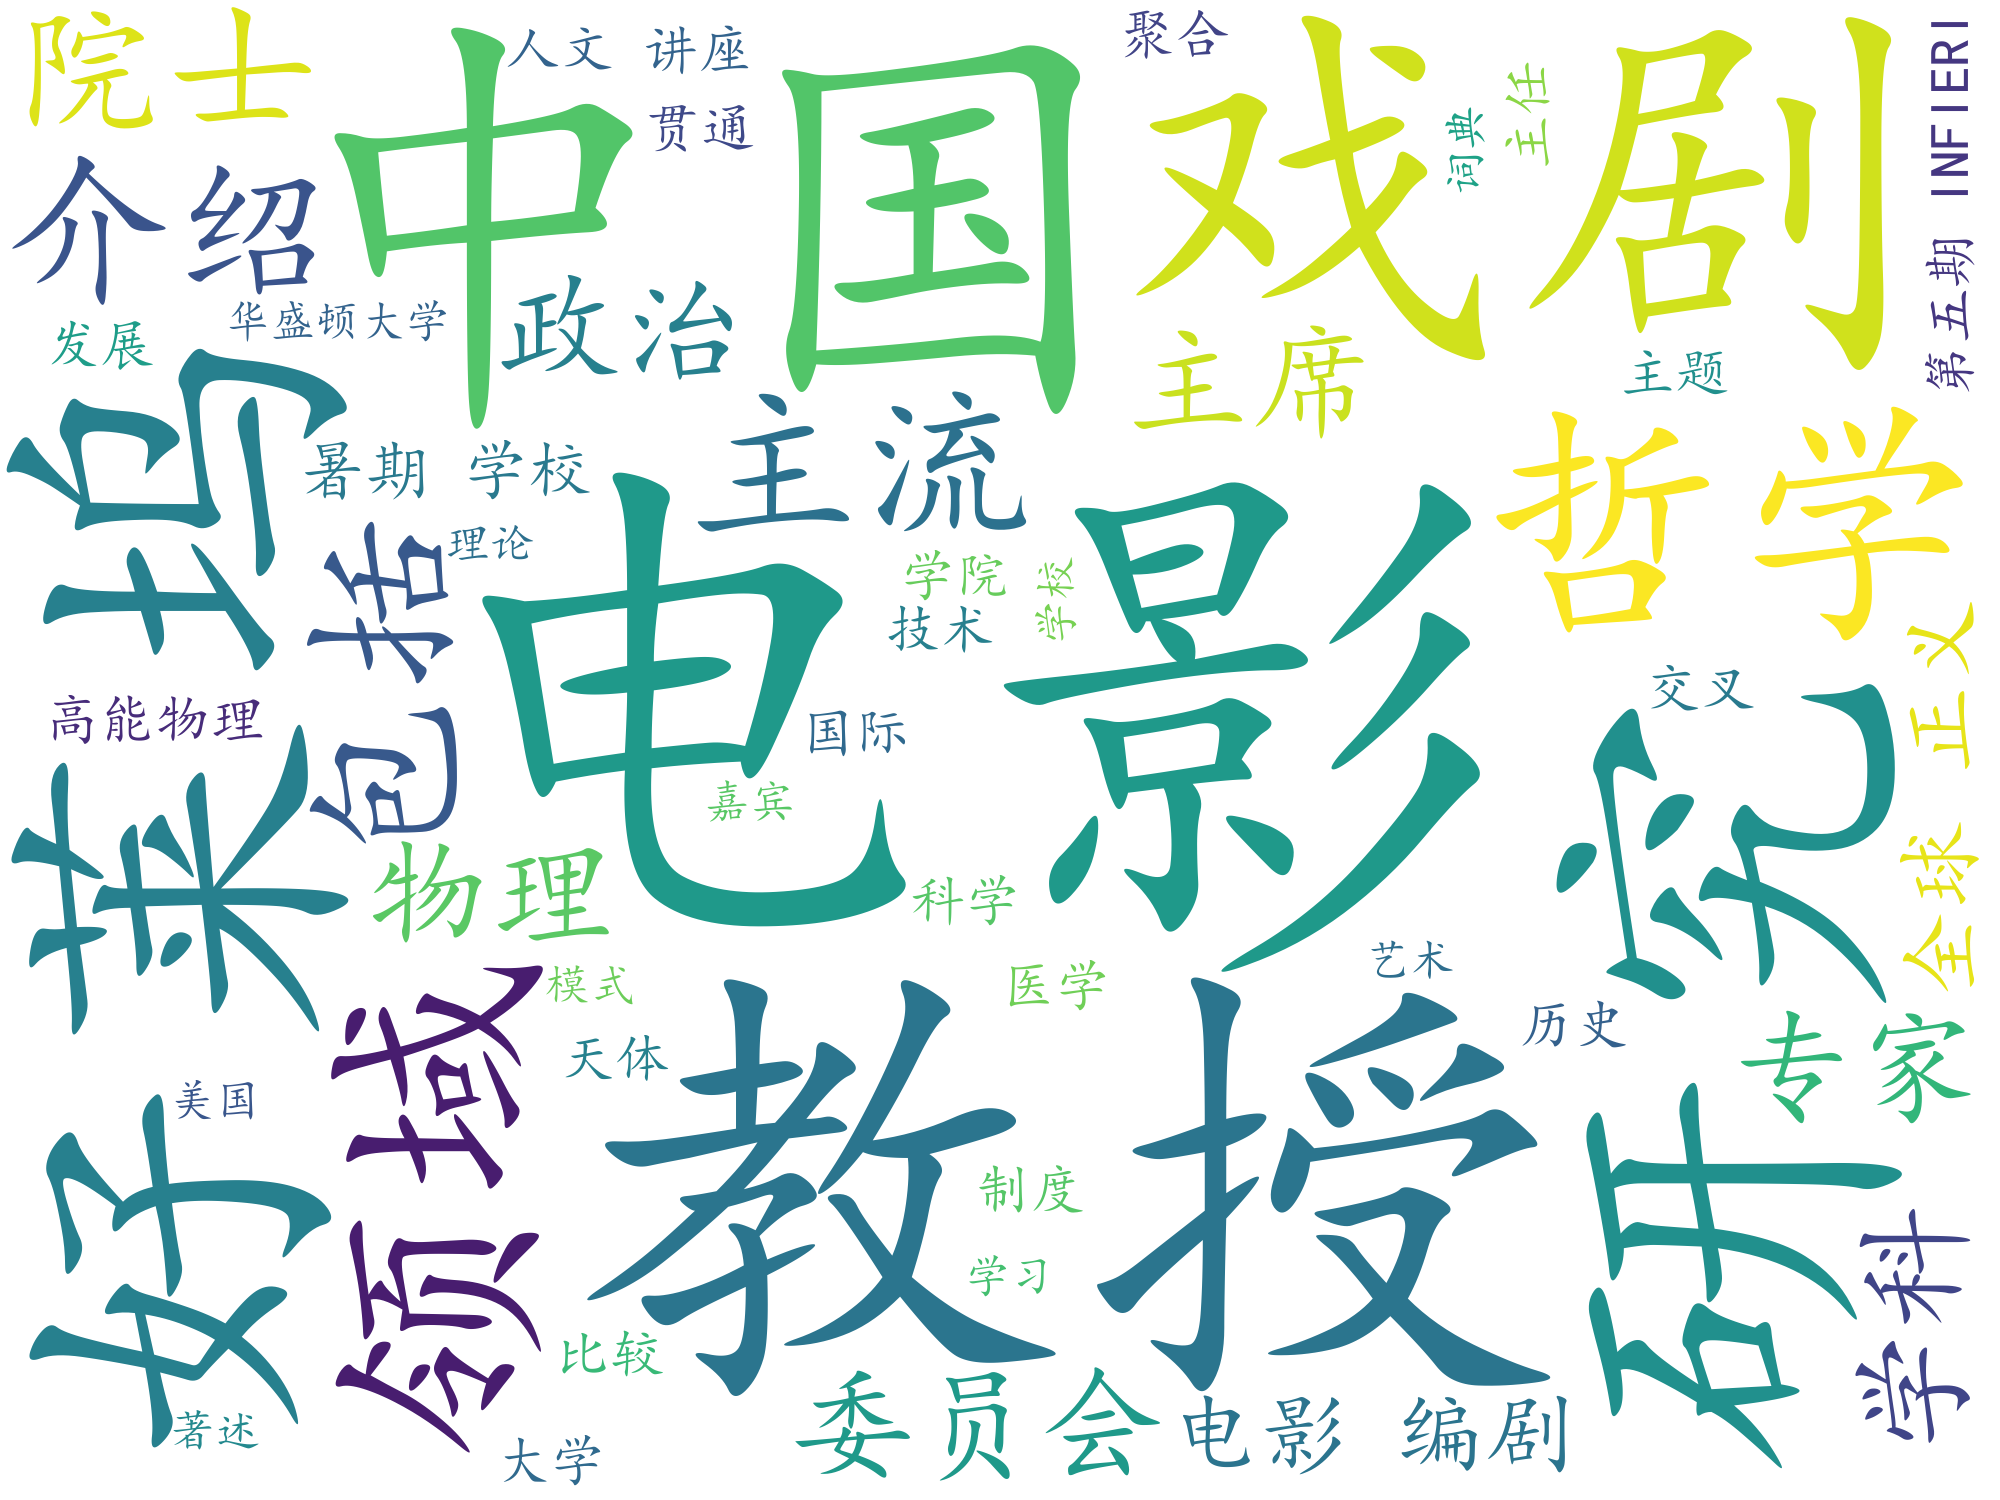 院士
中国
人文 讲座
贯通
聚合
戏剧
词典
主任
第五期 INFIERI
介绍
华盛顿大学
发展
政治
主席
主题
好莱坞
暑期 学校
主流
哲学
包括
理论
学院
技术
学校
电影
全球 正义
高能物理
国际
交叉
研究
嘉宾
物理
科学
领域
模式
天体
医学
艺术
历史
专家
美国
教授
制度
学习
比较
学科
著述
大学
委员会
电影 编剧